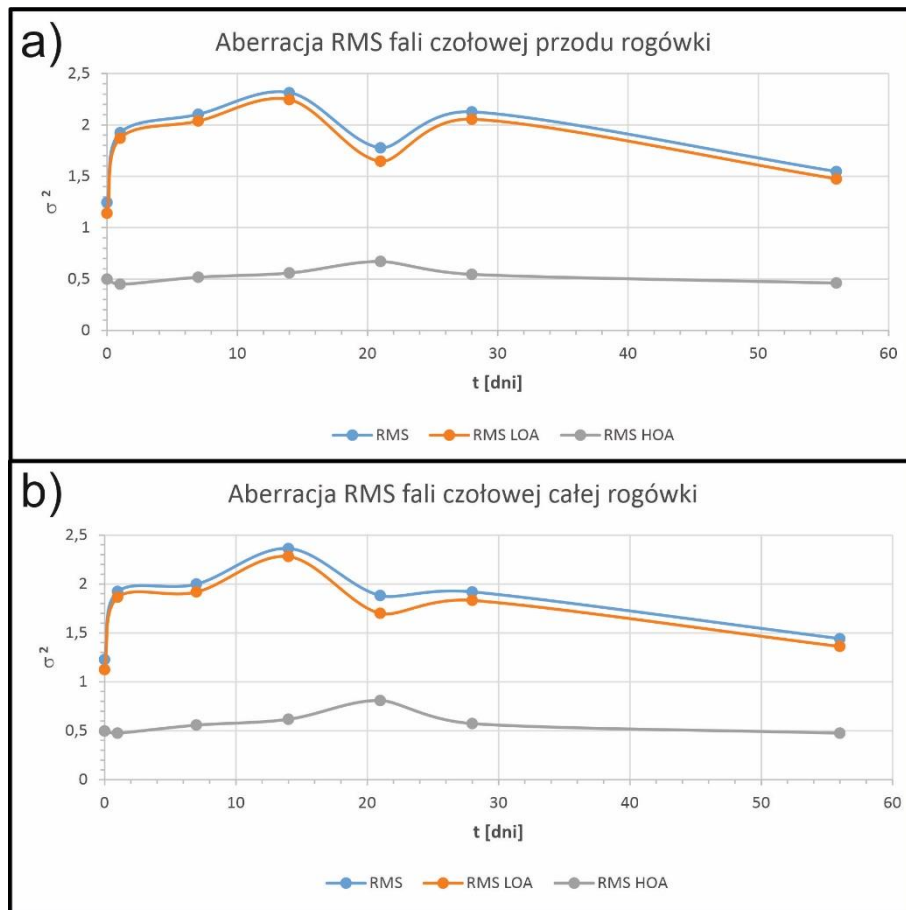 a)
Aberracja RMS fali czołowej przodu rogówki
2,5
2
1,5
1
0,5
0
σ ²
0 10 20 30 40 50 60
t [dni]
RMS RMS LOA RMS HOA
b)
Aberracja RMS fali czołowej całej rogówki
2,5
2
1,5
1
0,5
0
σ ²
0 10 20 30 40 50 60
t [dni]
RMS RMS LOA RMS HOA